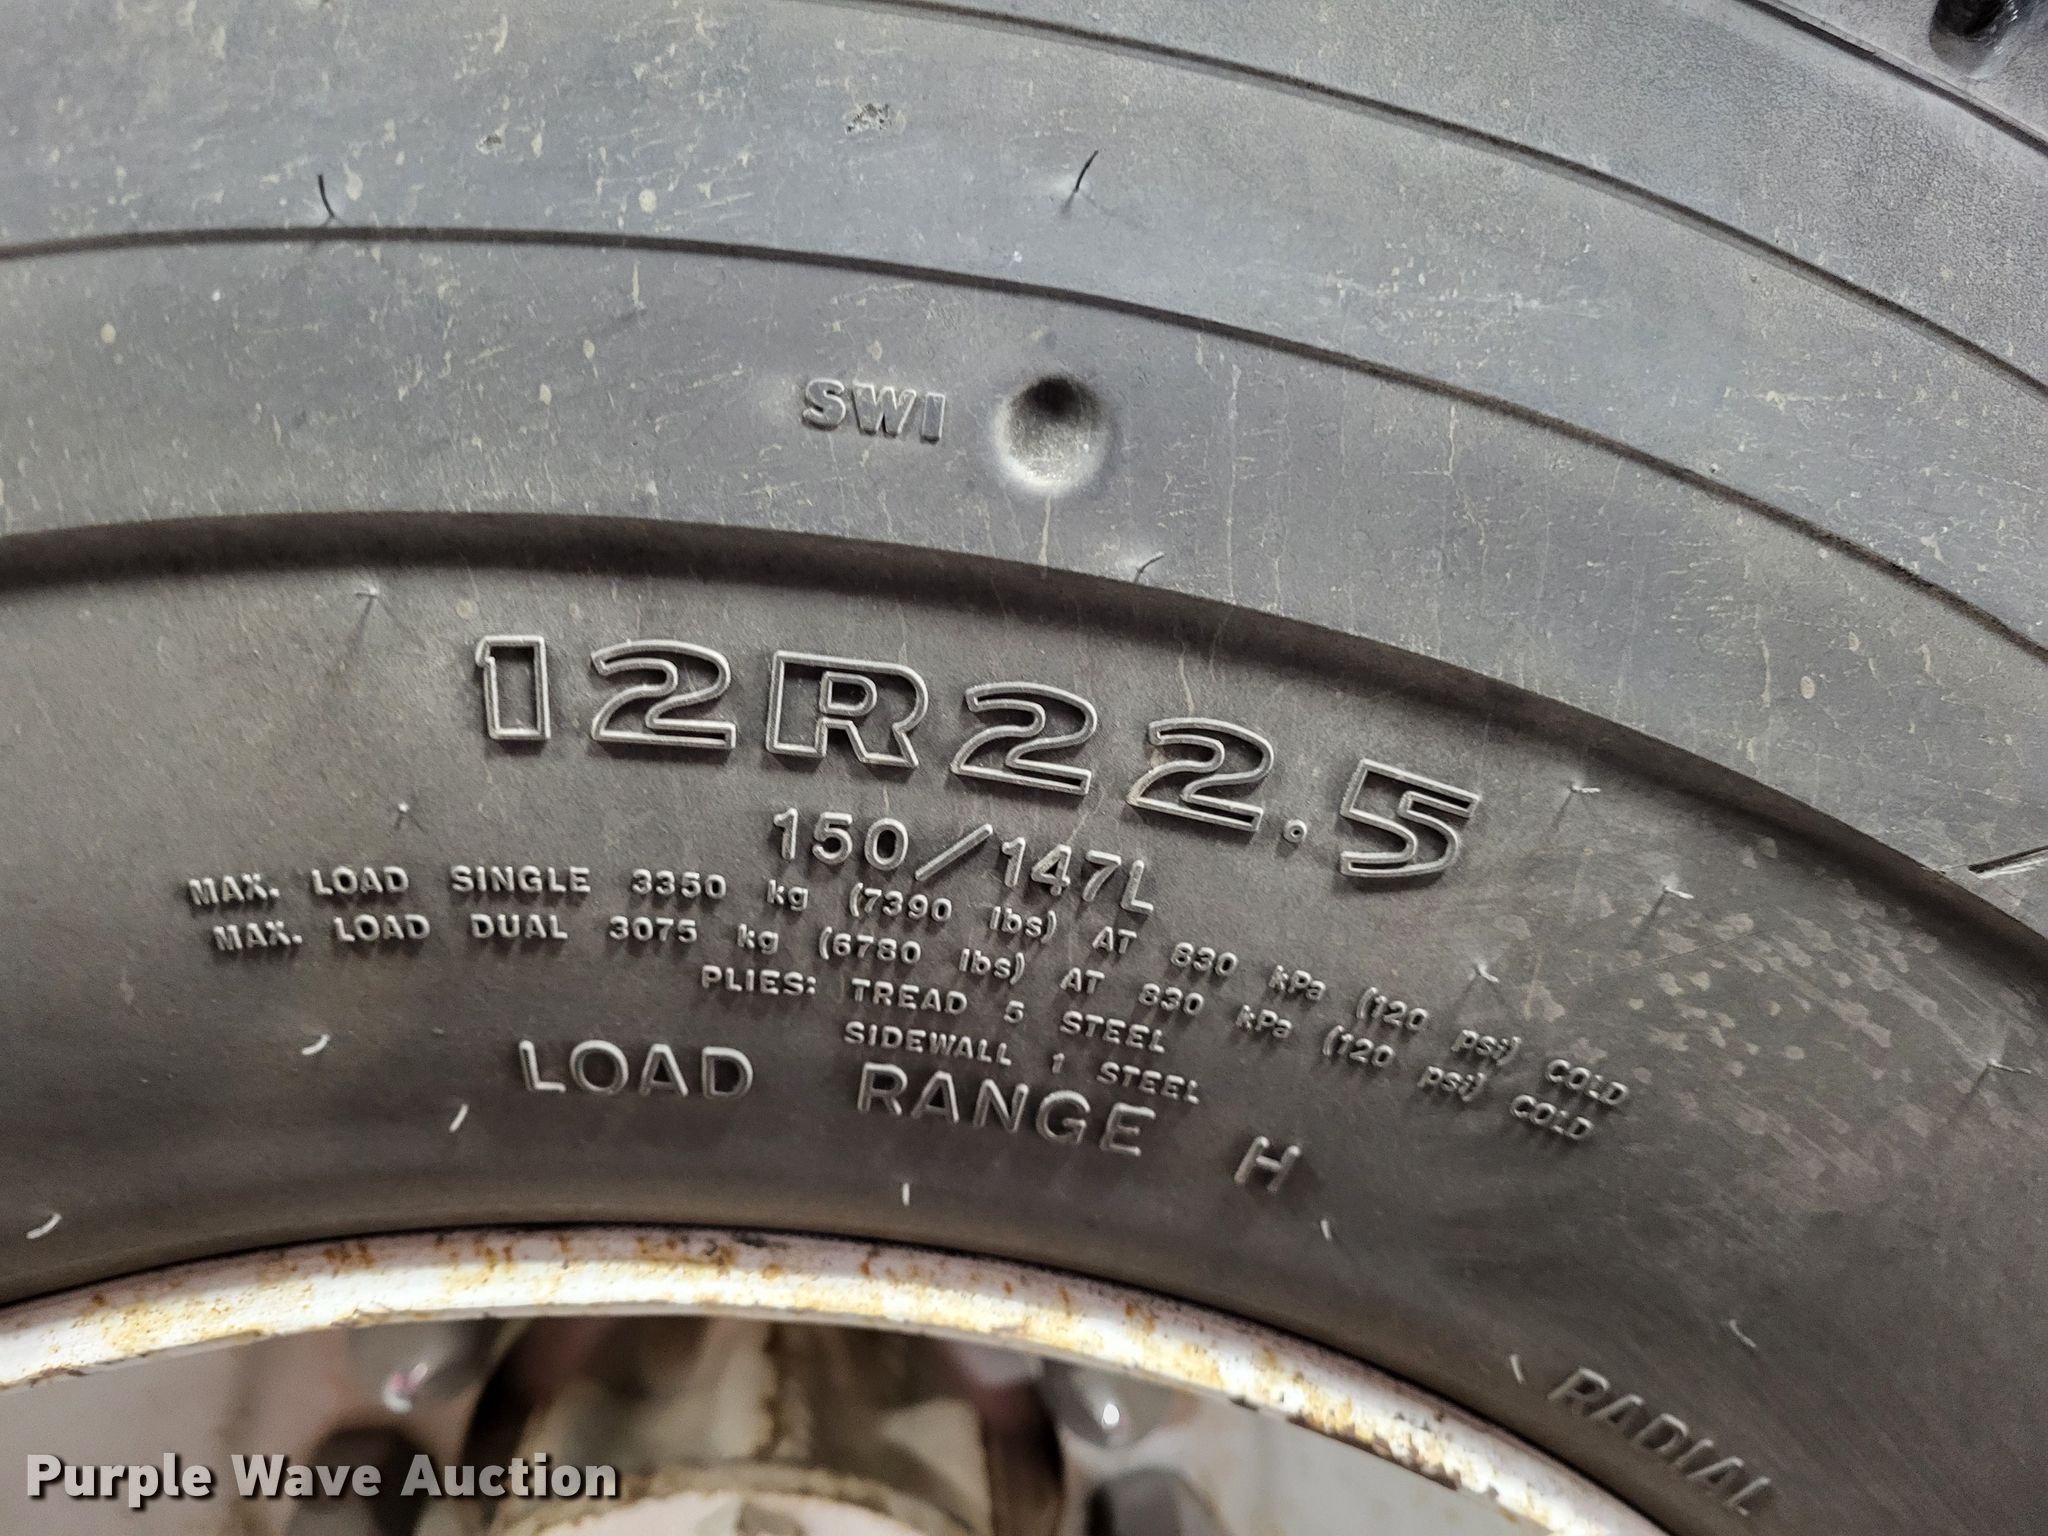 SWI
12R22.5
150/147L
MAX. LOAD SINGLE 3350 kg (7390 lbs) AT 830 kPa (120 psi) COLD
MAX. LOAD DUAL 3075 kg (6780 lbs) AT 830 kPa (120 psi) COLD
PLIES: TREAD 5 STEEL
SIDEWALL 1 STEEL
LOAD RANGE H
RADIAL
Purple Wave Auction